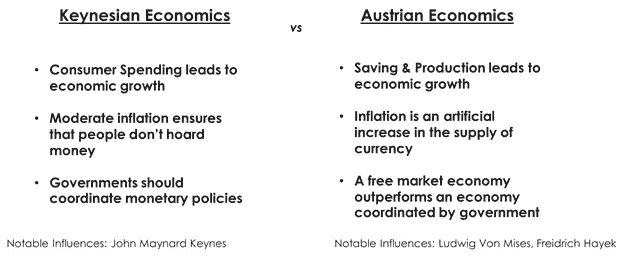 Keynesian Economics
vs
Austrian Economics
• Consumer Spending leads to
economic growth
• Moderate inflation ensures
that people don't hoard
money
• Governments should
coordinate monetary policies
Notable Influences: John Maynard Keynes
• Saving & Production leads to
economic growth
• Inflation is an artificial
increase in the supply of
currency
• A free market economy
outperforms an economy
coordinated by government
Notable Influences: Ludwig Von Mises, Freidrich Hayek